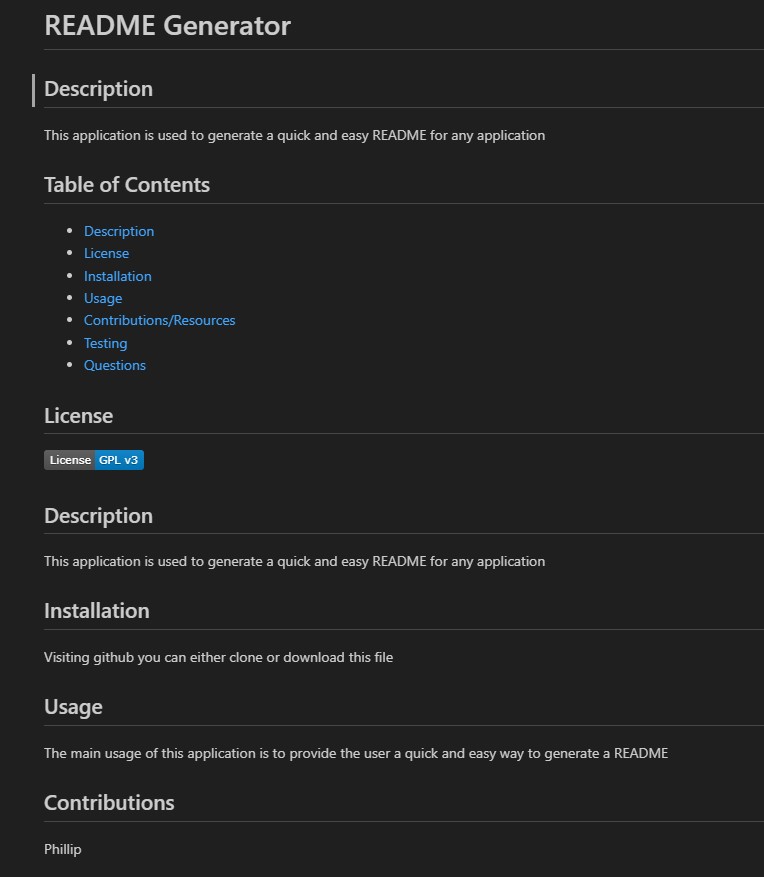 README Generator
Description
This application is used to generate a quick and easy README for any application
Table of Contents
Description
License
Installation
Usage
Contributions/Resources
Testing
Questions
License
License GPL v3
Description
This application is used to generate a quick and easy README for any application
Installation
Visiting github you can either clone or download this file
Usage
The main usage of this application is to provide the user a quick and easy way to generate a README
Contributions
Phillip